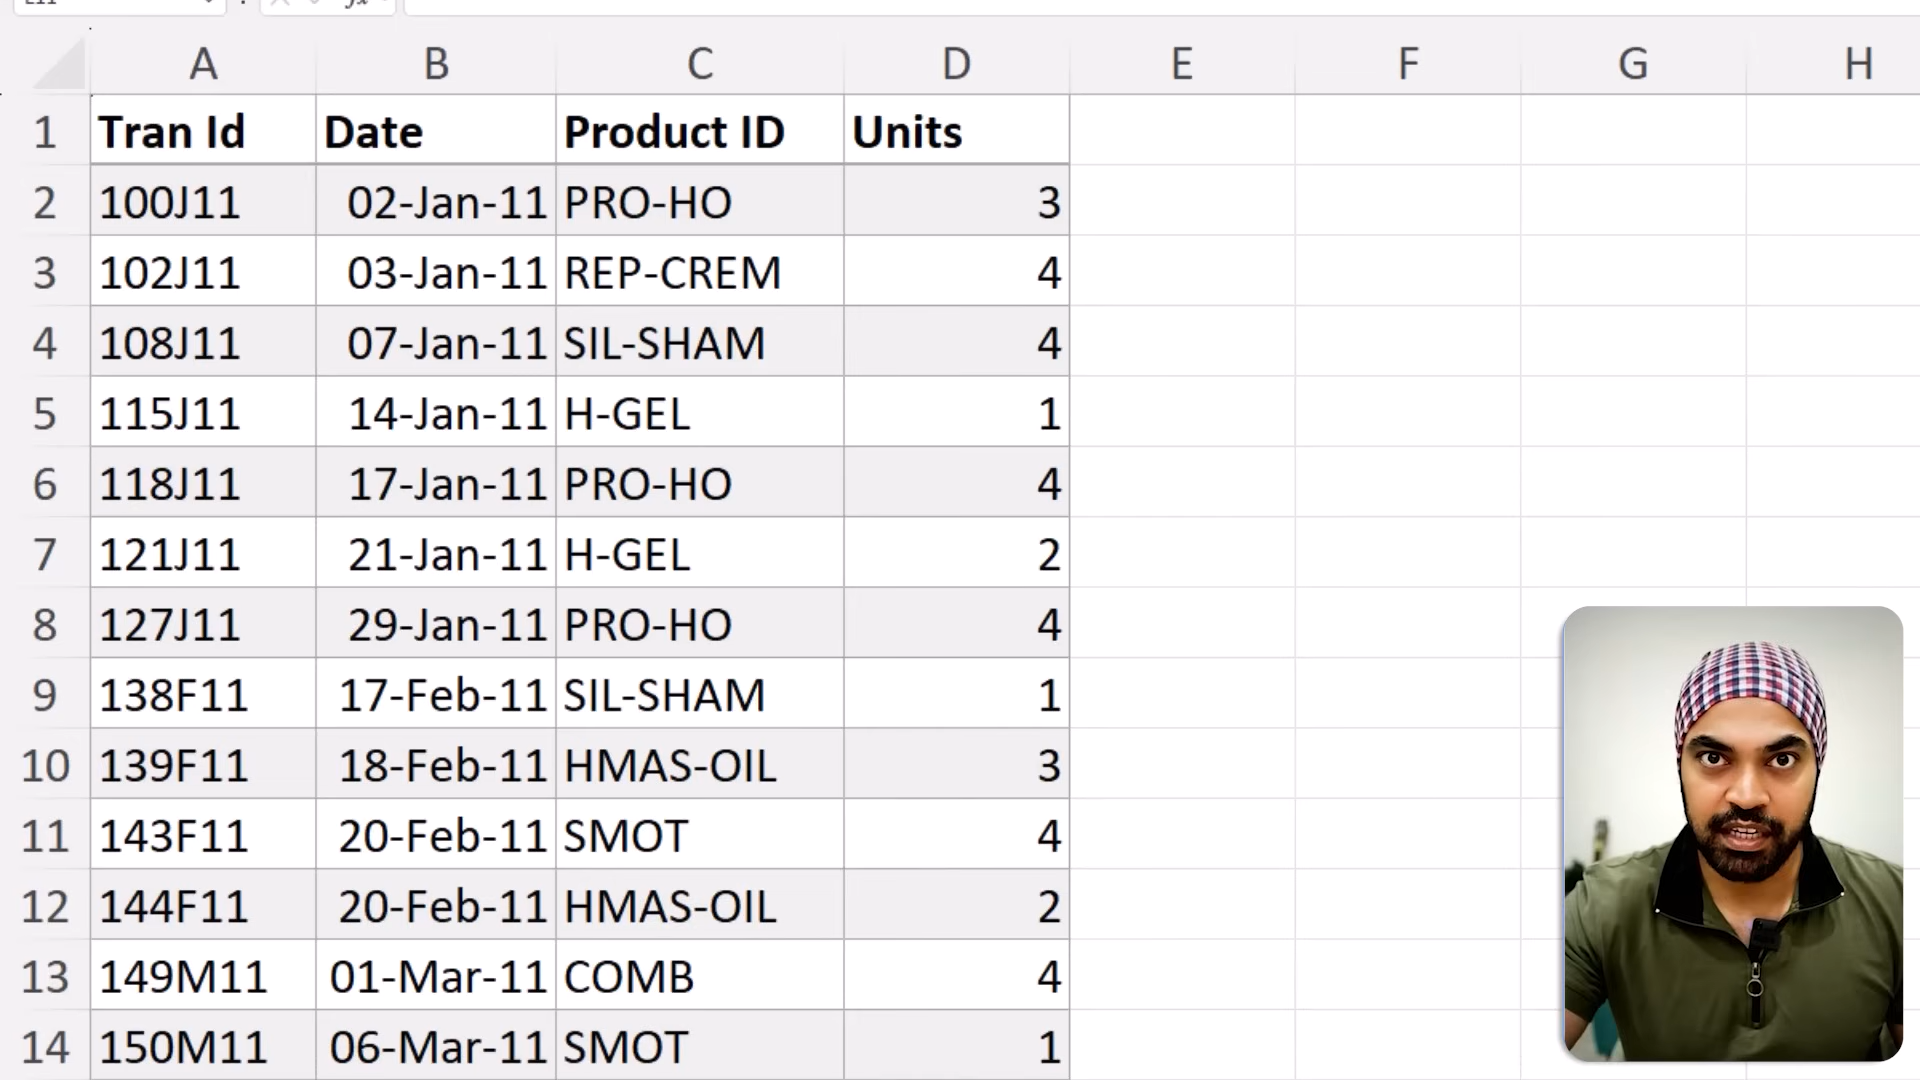 fx
A B C D E F G H
1 Tran Id Date Product ID Units
2 100J11 02-Jan-11 PRO-HO 3
3 102J11 03-Jan-11 REP-CREM 4
4 108J11 07-Jan-11 SIL-SHAM 4
5 115J11 14-Jan-11 H-GEL 1
6 118J11 17-Jan-11 PRO-HO 4
7 121J11 21-Jan-11 H-GEL 2
8 127J11 29-Jan-11 PRO-HO 4
9 138F11 17-Feb-11 SIL-SHAM 1
10 139F11 18-Feb-11 HMAS-OIL 3
11 143F11 20-Feb-11 SMOT 4
12 144F11 20-Feb-11 HMAS-OIL 2
13 149M11 01-Mar-11 COMB 4
14 150M11 06-Mar-11 SMOT 1